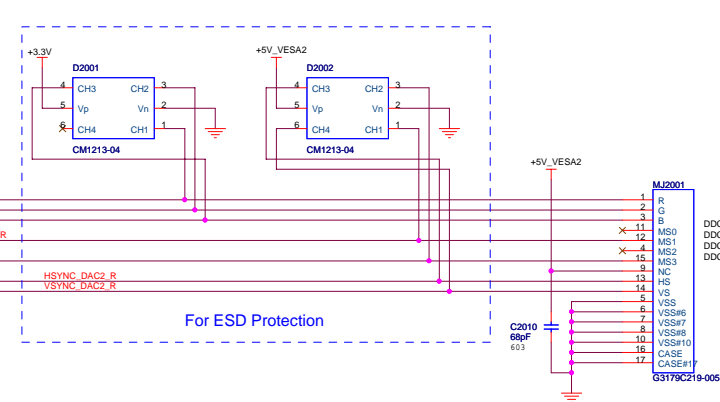 +3.3V
+5V_VESA2
D2001
D2002
4 CH3 CH2 3
5 Vp Vn 2
6 CH4 CH1 1
CM1213-04
4 CH3 CH2 3
5 Vp Vn 2
6 CH4 CH1 1
CM1213-04
+5V_VESA2
MJ2001
1 R
2 G
3 B
11 MS0
12 MS1
4 MS2
15 MS3
9 NC
13 HS
14 VS
5 VSS
6 VSS#6
7 VSS#7
8 VSS#8
10 VSS#10
16 CASE
17 CASE#17
G3179C219-005
R
HSYNC_DAC2_R
VSYNC_DAC2_R
For ESD Protection
C2010
68pF
603